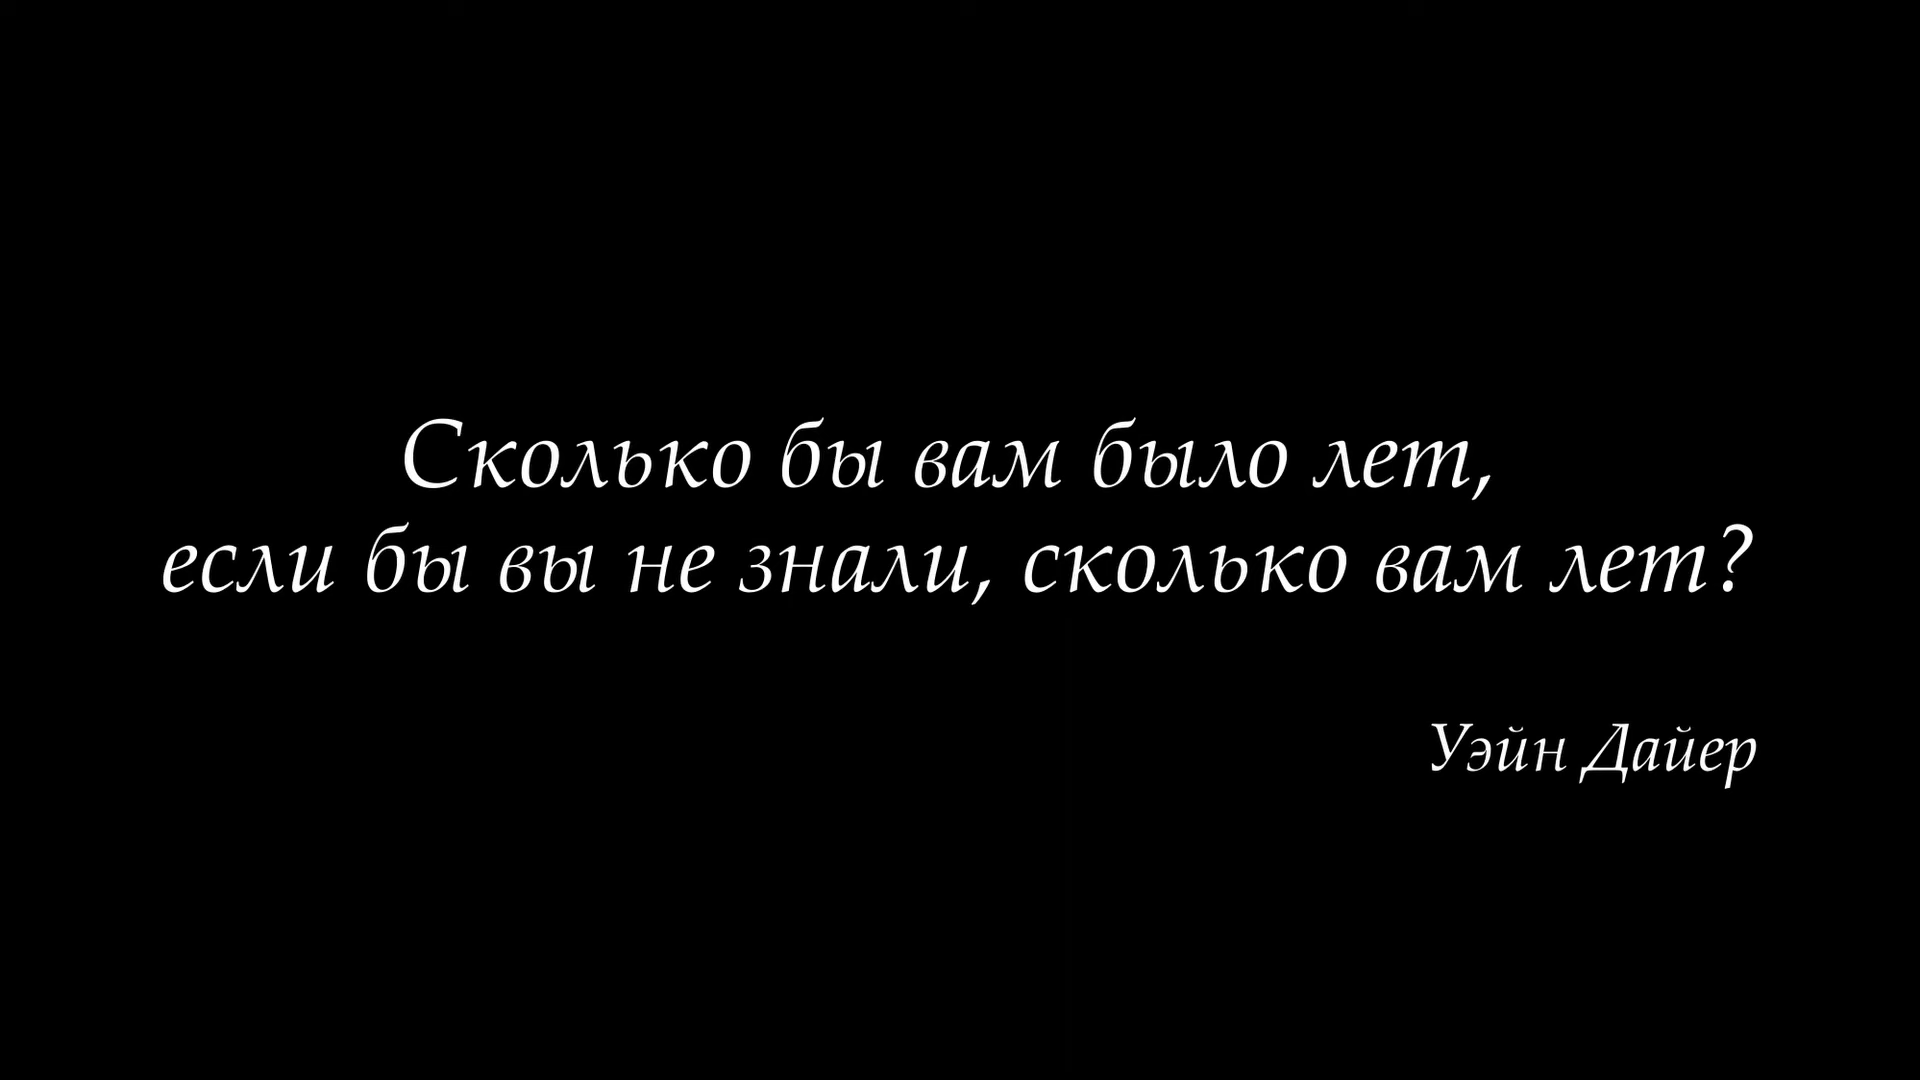 Сколько бы вам было лет,
если бы вы не знали, сколько вам лет?
Уэйн Дайер